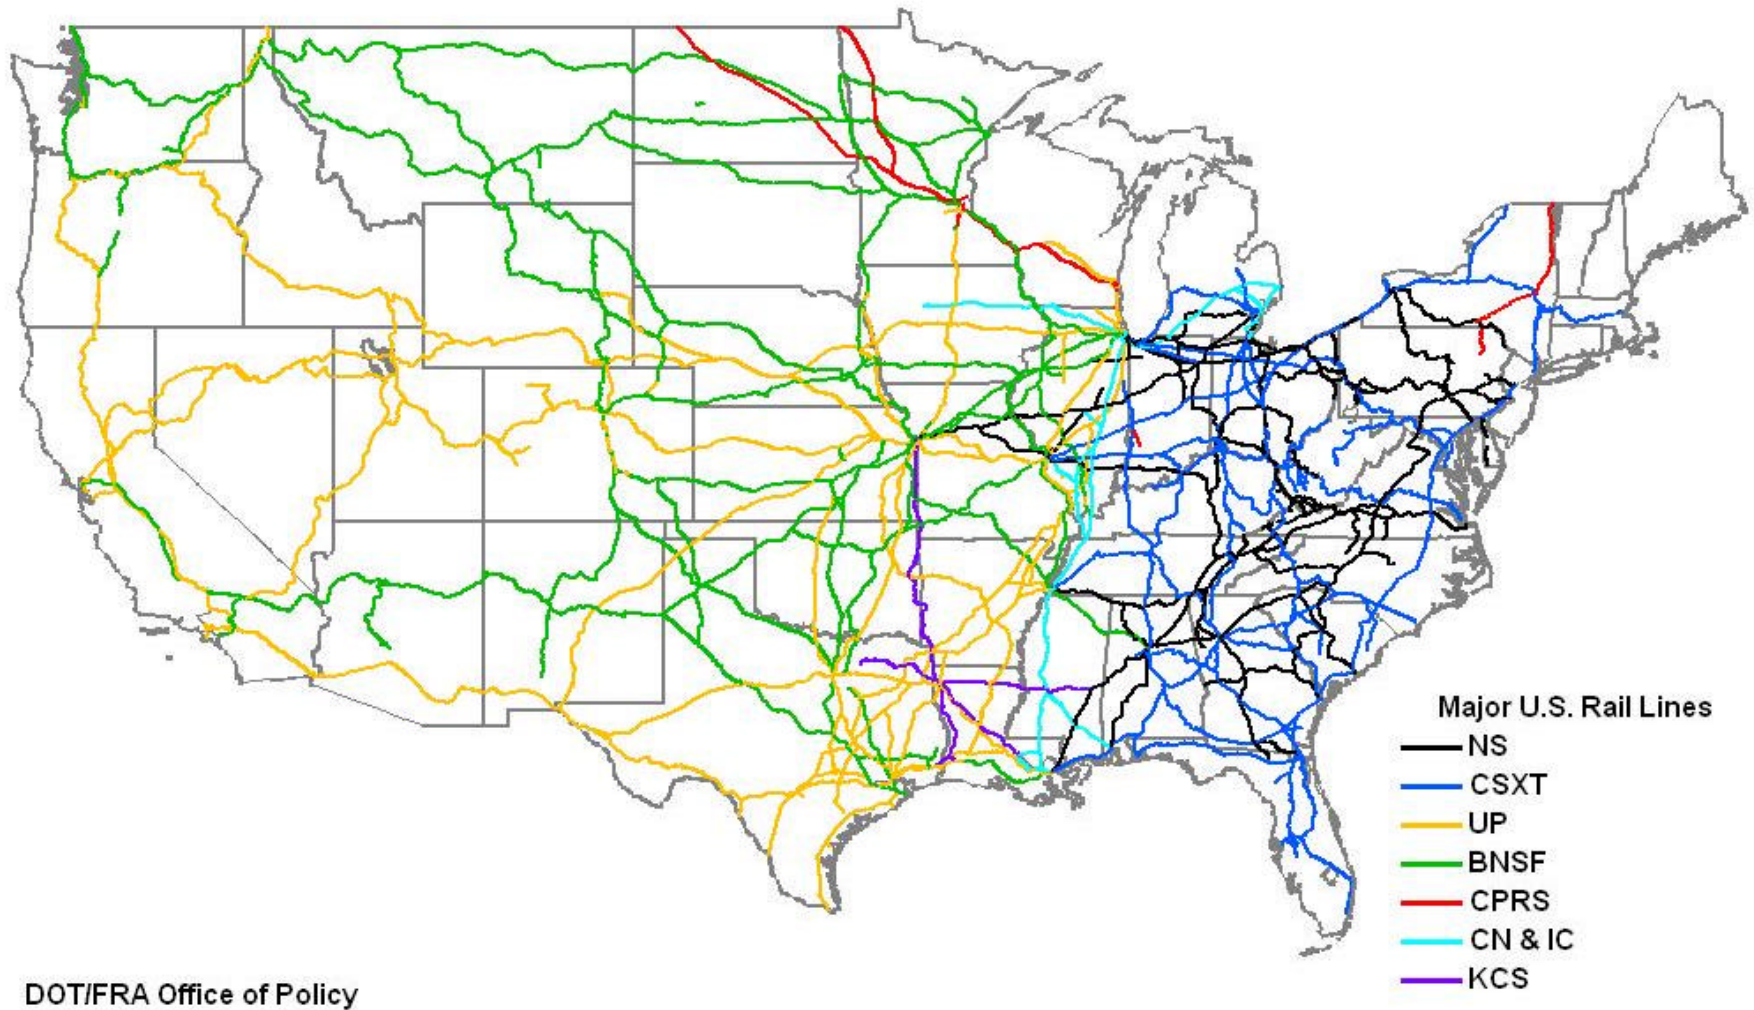 Major U.S. Rail Lines
NS
CSXT
UP
BNSF
CPRS
CN & IC
KCS
DOT/FRA Office of Policy